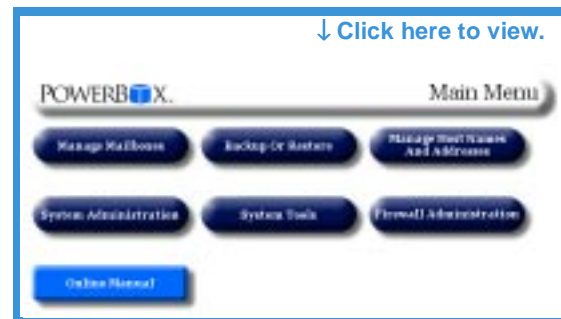 ↓ Click here to view.
POWERBOX.
Main Menu
Manage Mailboxes
Backup Or Restore
Manage Host Names
And Addresses
System Administration
System Tools
Firewall Administration
Online Manual